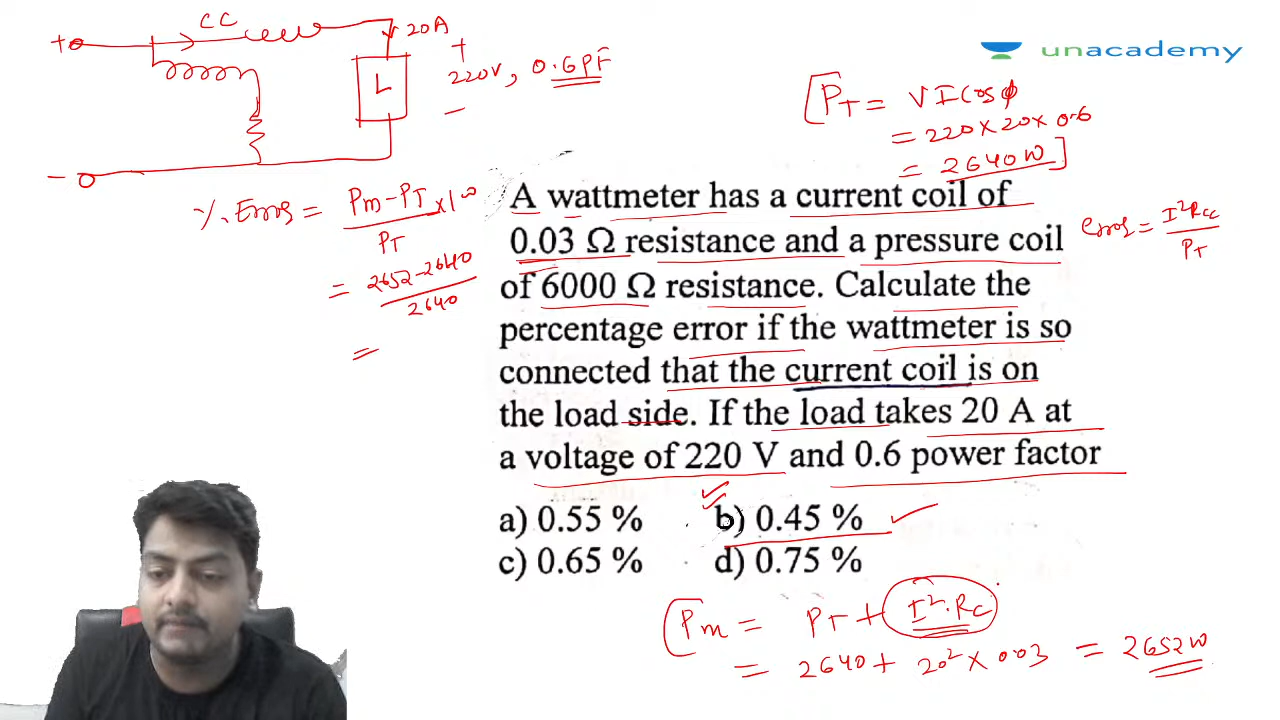 CC
20A
+
+
220V, 0.6PF
L
-
-
unacademy
[PT = VI Cosϕ
= 220 x 20 x 0.6
= 2640W]
% Error = Pm-PT/PT x100
= 2652-2640/2640
=
A wattmeter has a current coil of
0.03 Ω resistance and a pressure coil
of 6000 Ω resistance. Calculate the
percentage error if the wattmeter is so
connected that the current coil is on
the load side. If the load takes 20 A at
a voltage of 220 V and 0.6 power factor
a) 0.55 % b) 0.45 %
c) 0.65 % d) 0.75 %
error = I²Rcc/PT
[Pm = PT + I².Rc
= 2640 + 20² x 0.03 = 2652W